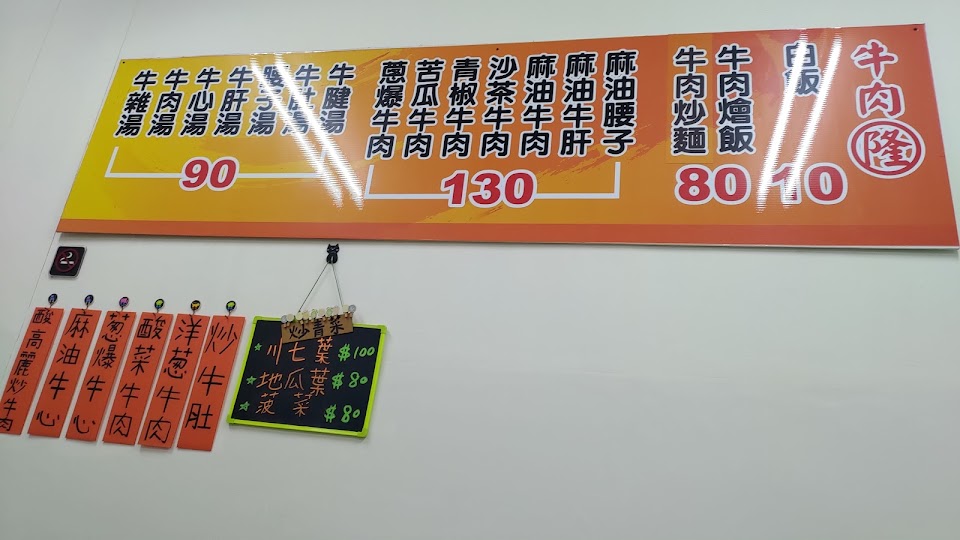 牛肉隆
白飯
10
牛肉燴飯
牛肉炒麵
80
麻油腰子
麻油牛肝
麻油牛肉
沙茶牛肉
青椒牛肉
苦瓜牛肉
蔥爆牛肉
130
牛腱湯
牛肚湯
腰子湯
牛肝湯
牛心湯
牛肉湯
牛雜湯
90
炒青菜
川七葉 $100
地瓜葉 $80
菠菜 $80
炒牛肚
洋葱牛肉
酸菜牛肉
葱爆牛心
麻油牛心
酸高麗炒牛肉